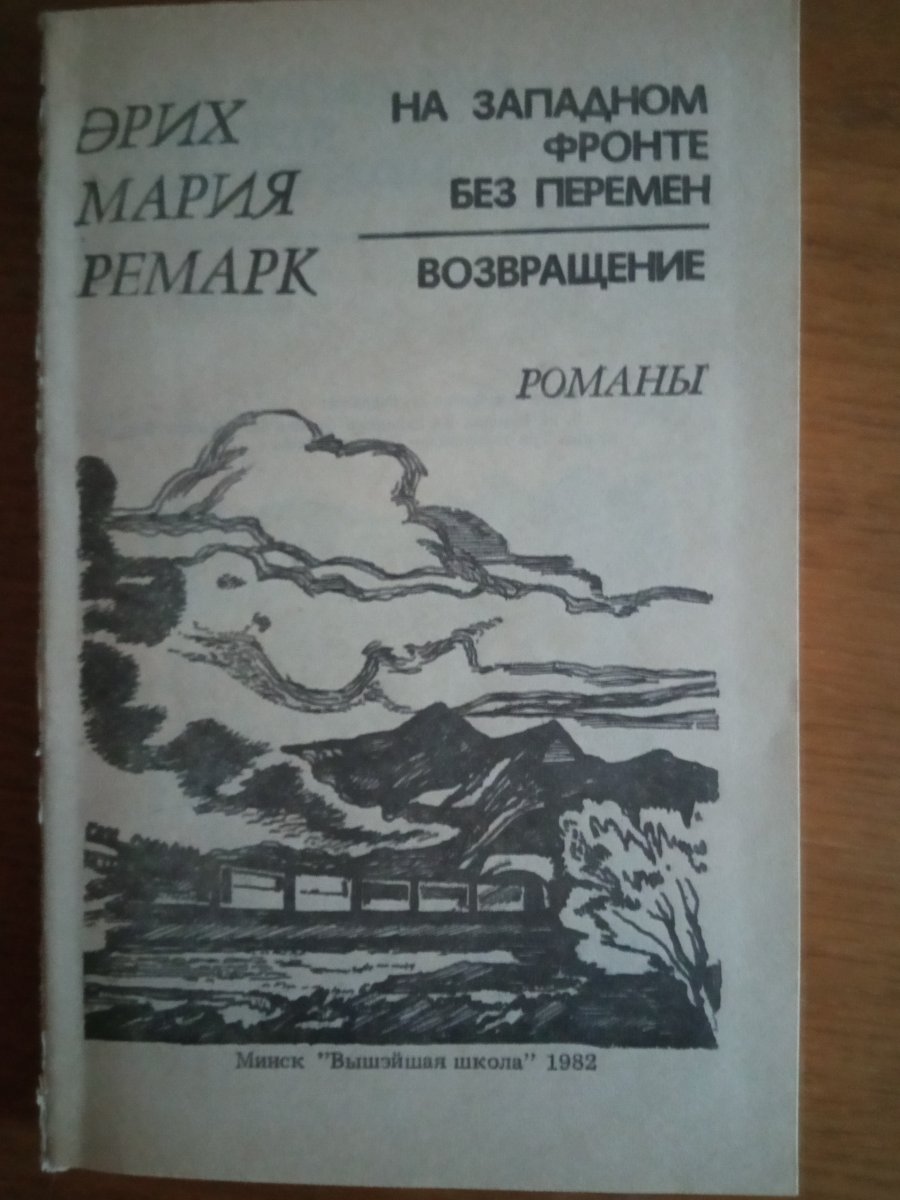 ЭРИХ
МАРИЯ
РЕМАРК
НА ЗАПАДНОМ
ФРОНТЕ
БЕЗ ПЕРЕМЕН
ВОЗВРАЩЕНИЕ
РОМАНЫ
Минск "Вышэйшая школа" 1982